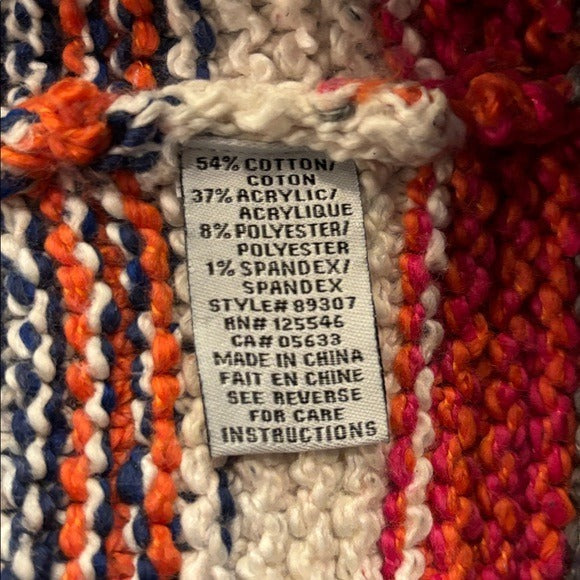 54% COTTON/
COTON
37% ACRYLIC/
ACRYLIQUE
8% POLYESTER/
POLYESTER
1% SPANDEX/
SPANDEX
STYLE# 89307
RN# 125546
CA# 05633
MADE IN CHINA
FAIT EN CHINE
SEE REVERSE
FOR CARE
INSTRUCTIONS